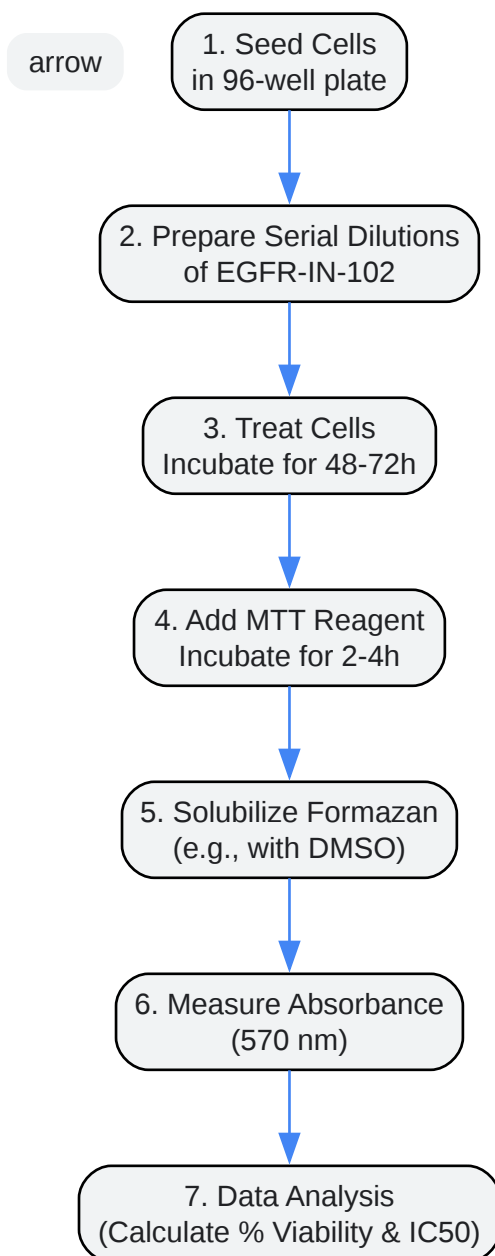 arrow
1. Seed Cells
in 96-well plate
2. Prepare Serial Dilutions
of EGFR-IN-102
3. Treat Cells
Incubate for 48-72h
4. Add MTT Reagent
Incubate for 2-4h
5. Solubilize Formazan
(e.g., with DMSO)
6. Measure Absorbance
(570 nm)
7. Data Analysis
(Calculate % Viability & IC50)